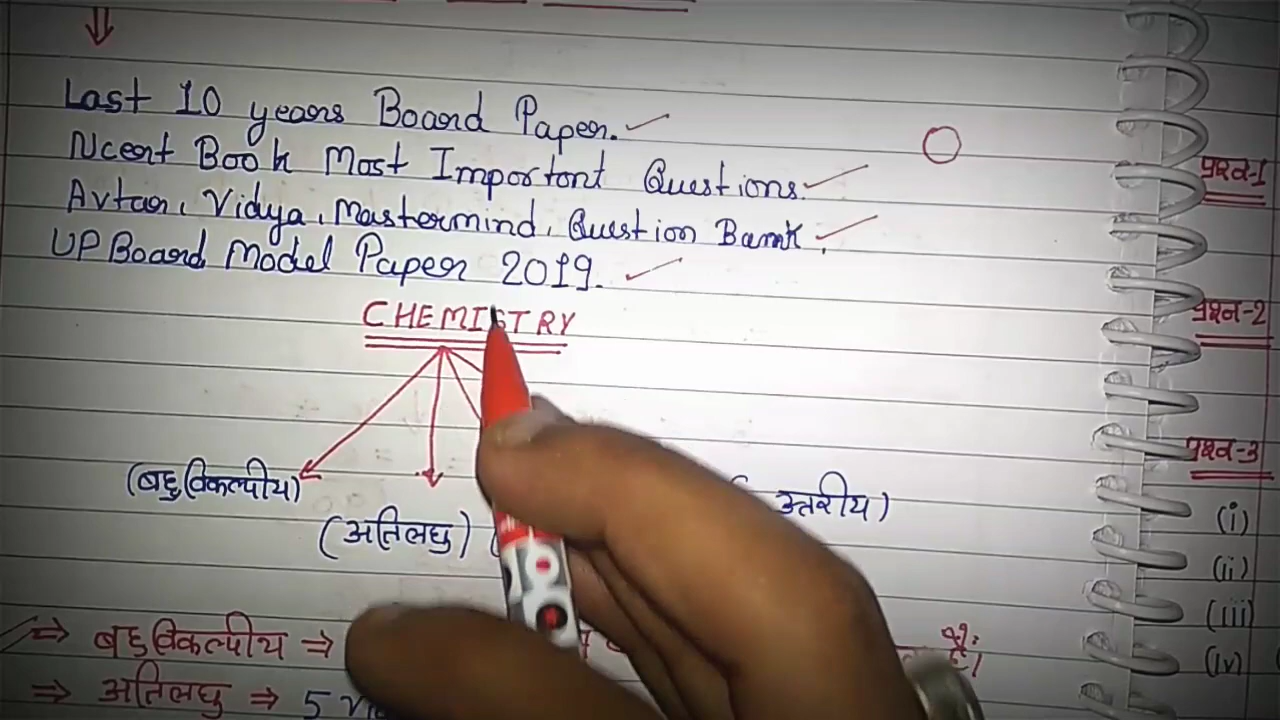 Last 10 years Board Paper.
Ncert Book Most Important Questions.
Avtar, Vidya, Mastermind, Question Bank.
UP Board Model Paper 2019.
CHEMISTRY
(बहुविकल्पीय)
(अतिलघु) ( उत्तरीय)
⇒ बहुविकल्पीय ⇒
⇒ अतिलघु ⇒ 5
प्रश्न-1
प्रश्न-2
प्रश्न-3
(i)
(ii)
(iii)
(iv)